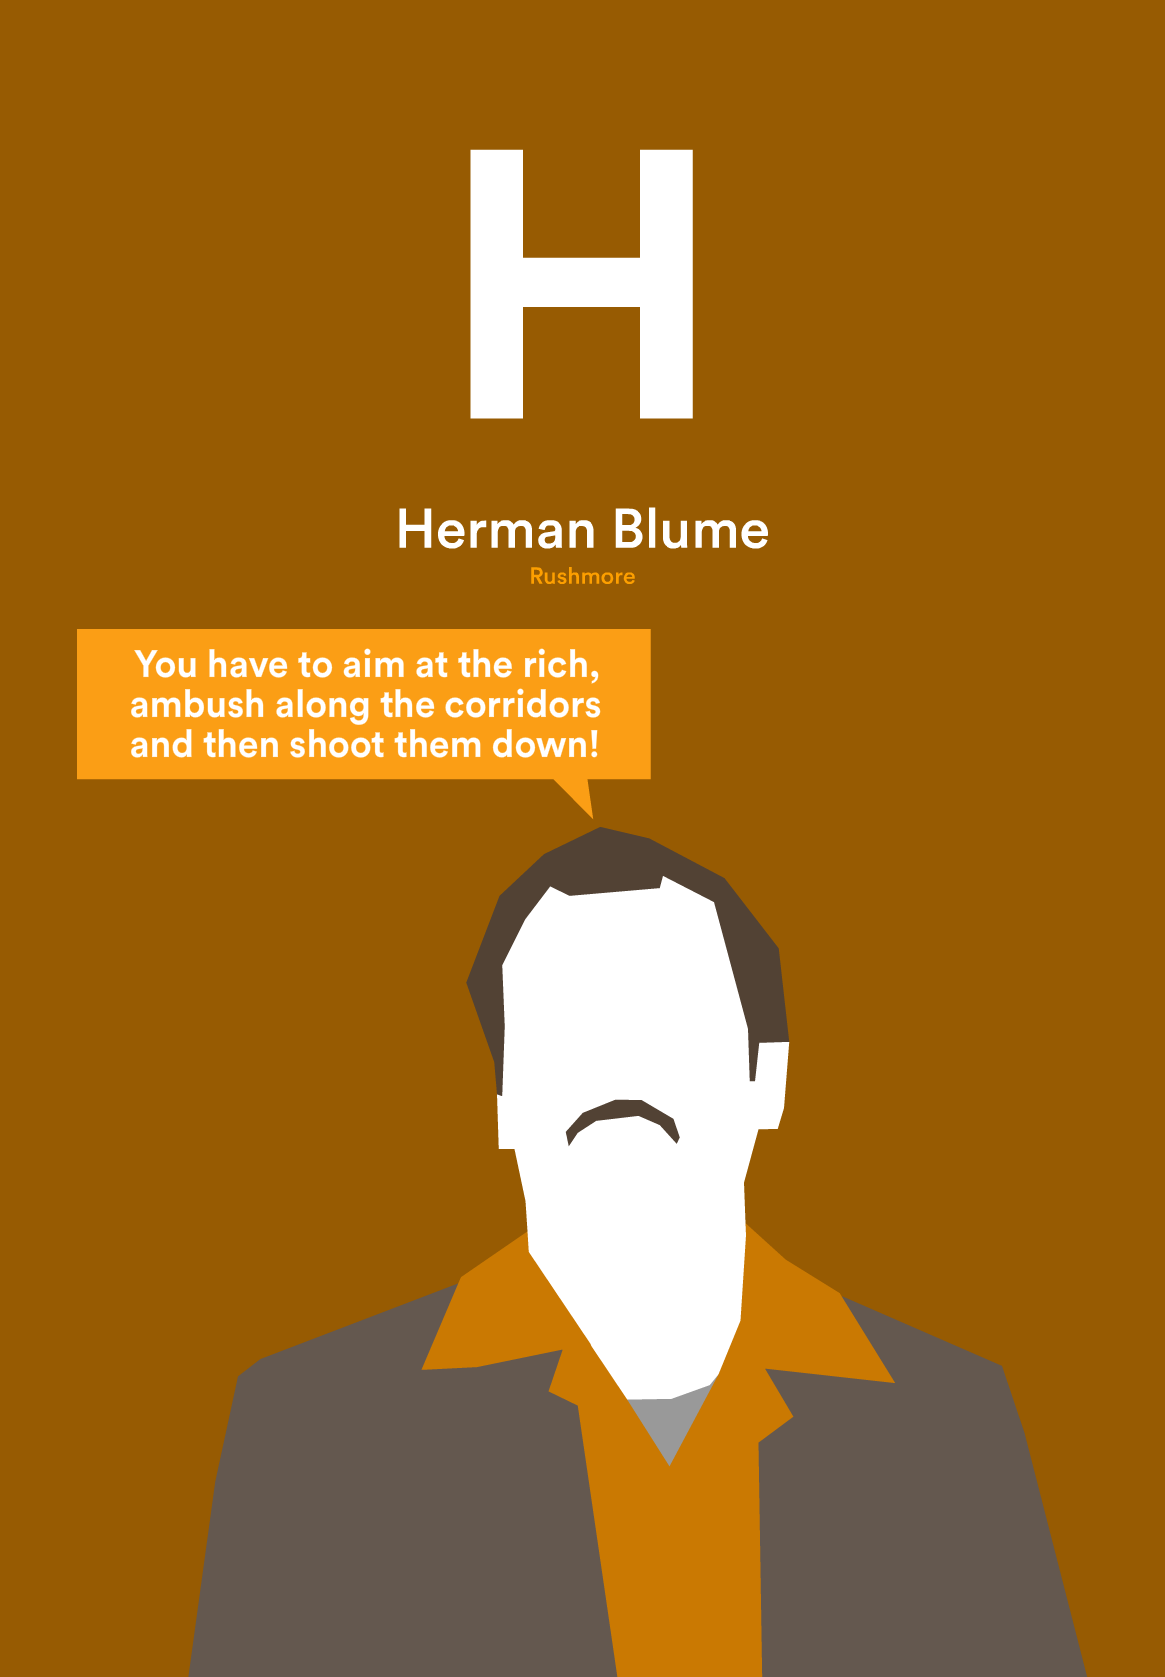 H
Herman Blume
Rushmore
You have to aim at the rich,
ambush along the corridors
and then shoot them down!